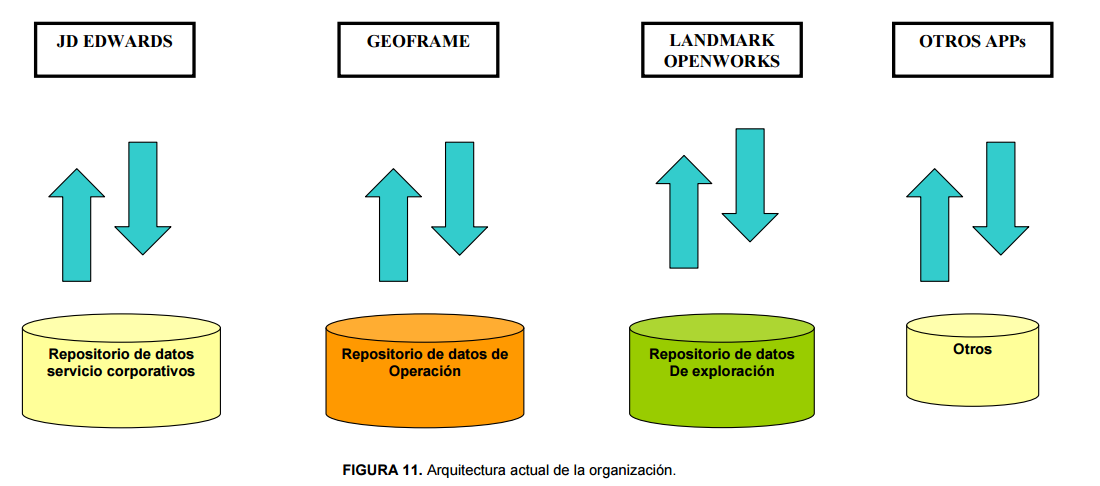 JD EDWARDS
GEOFRAME
LANDMARK
OPENWORKS
OTROS APPs
Repositorio de datos
servicio corporativos
Repositorio de datos de
Operación
Repositorio de datos
De exploración
Otros
FIGURA 11. Arquitectura actual de la organización.